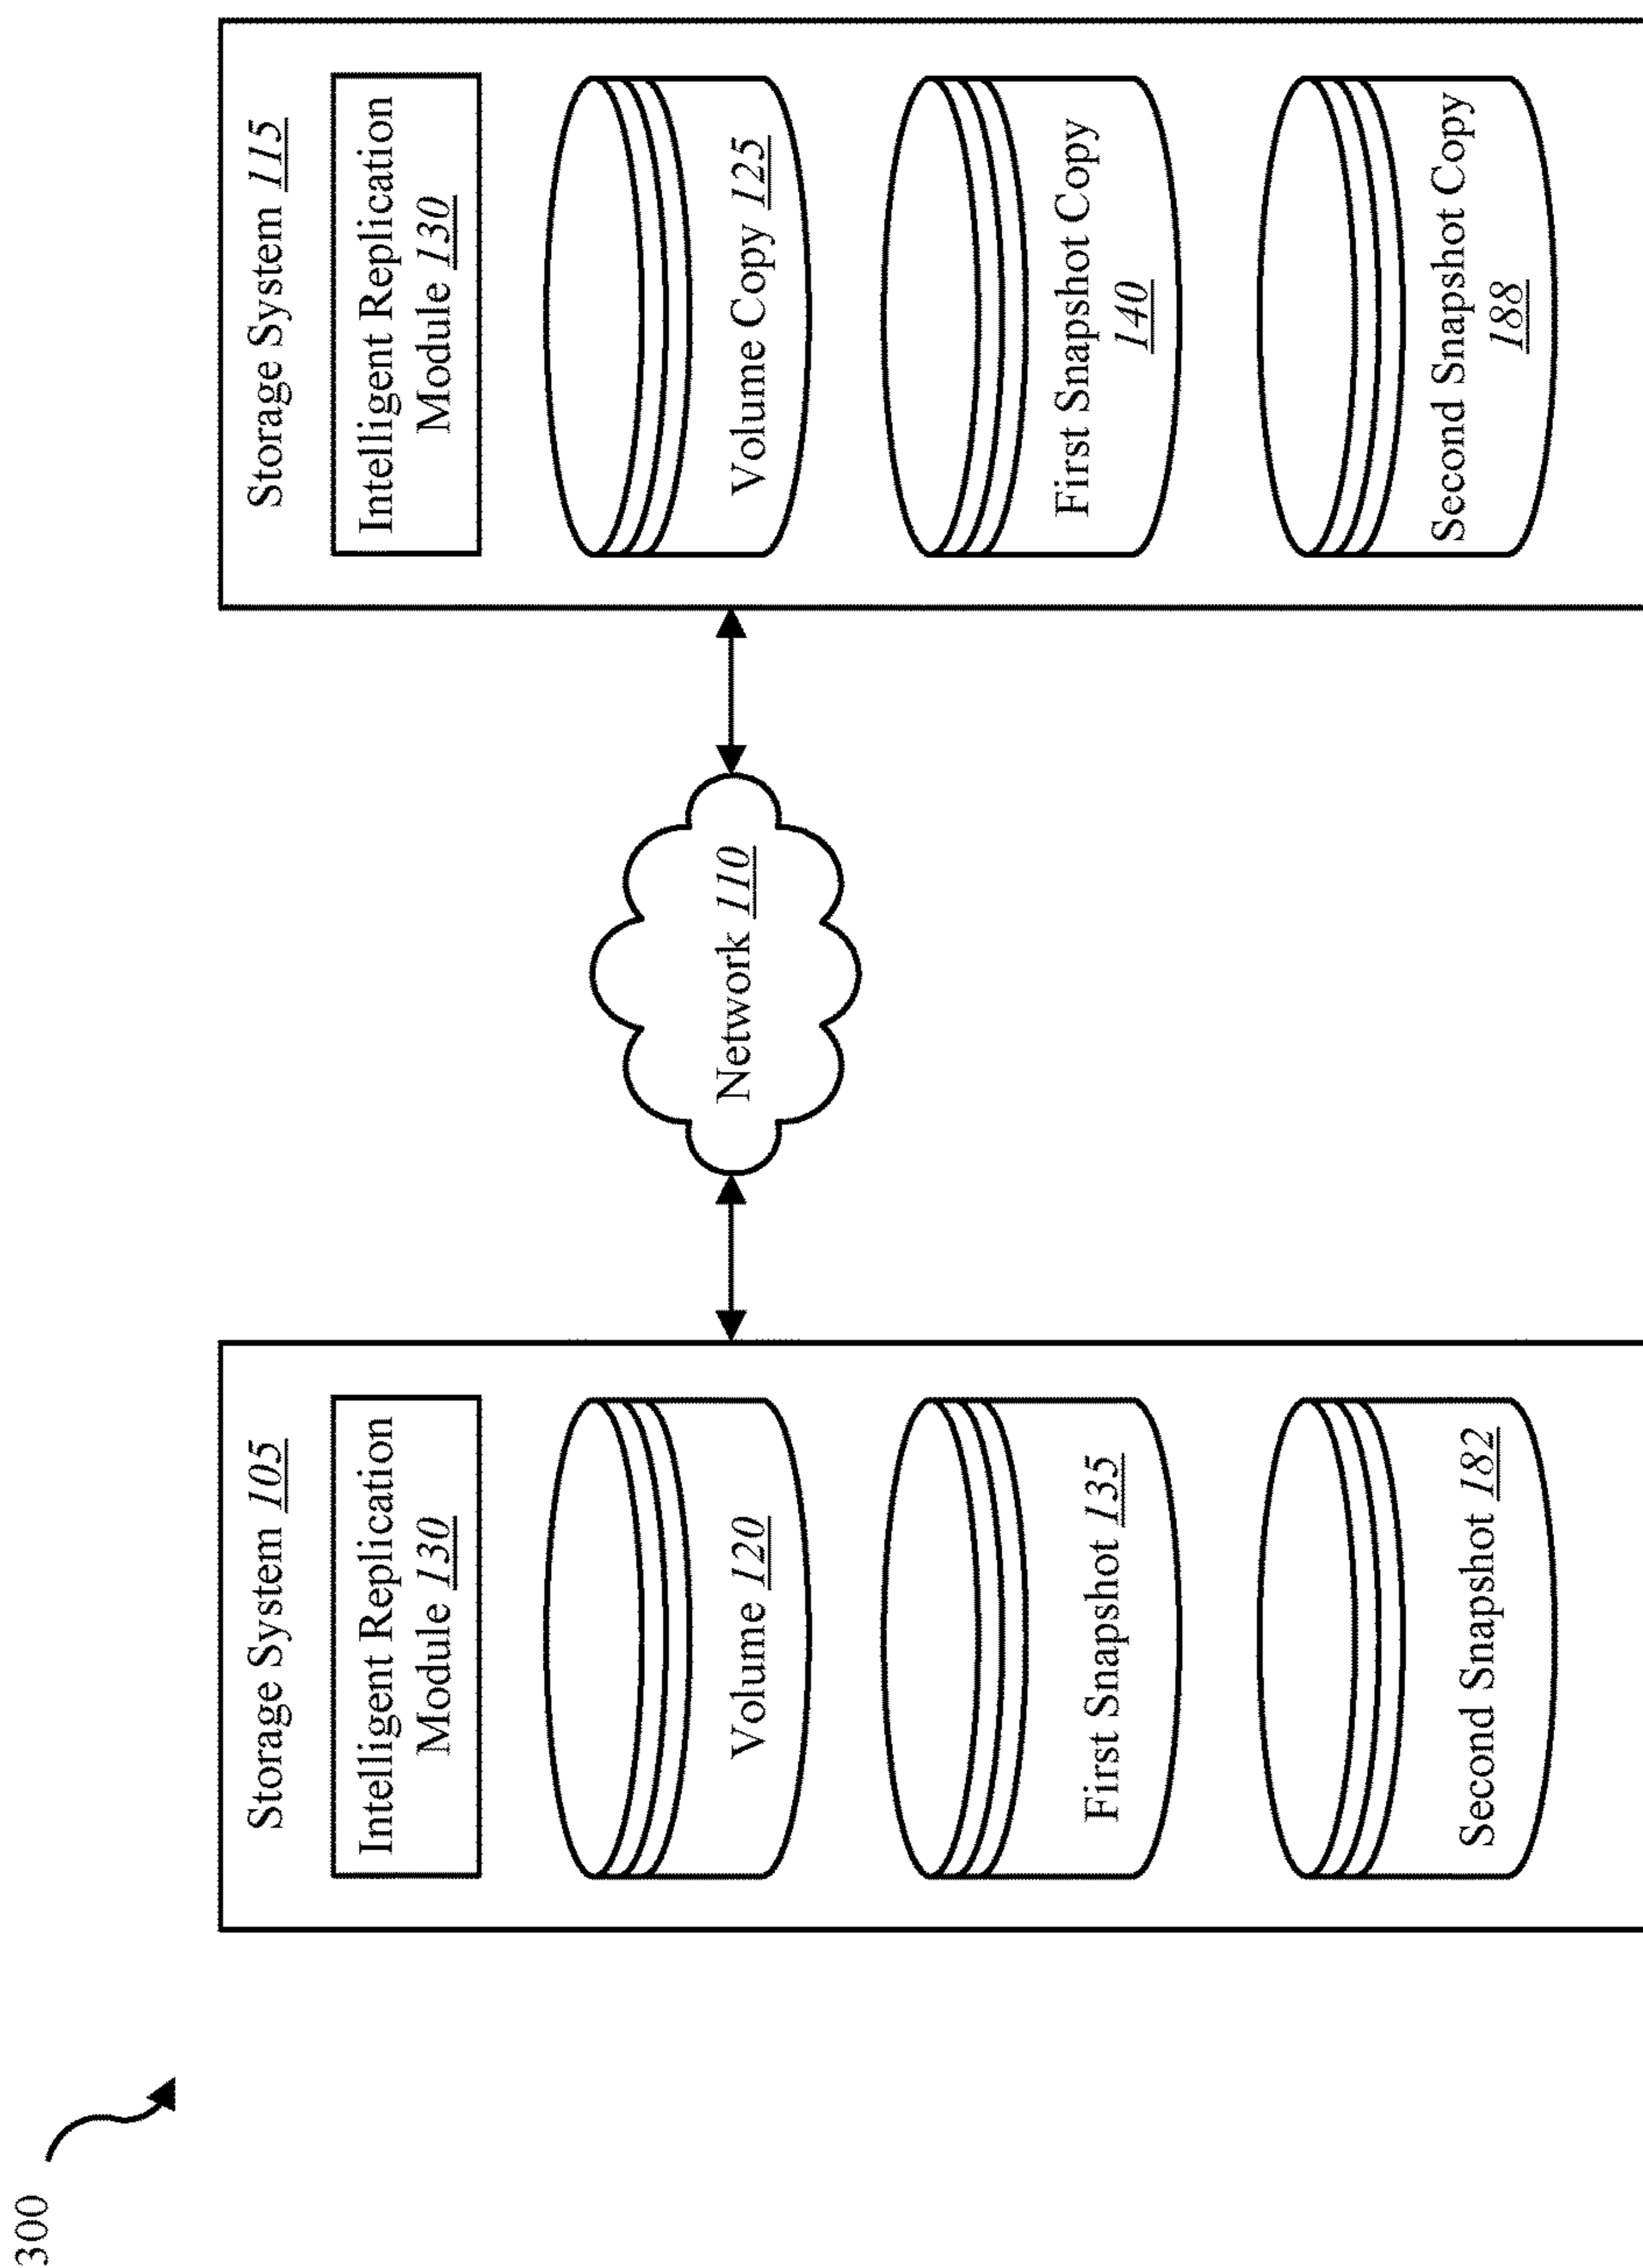 300
Storage System 105
Intelligent Replication
Module 130
Volume 120
First Snapshot 135
Second Snapshot 182
Network 110
Storage System 115
Intelligent Replication
Module 130
Volume Copy 125
First Snapshot Copy
140
Second Snapshot Copy
188